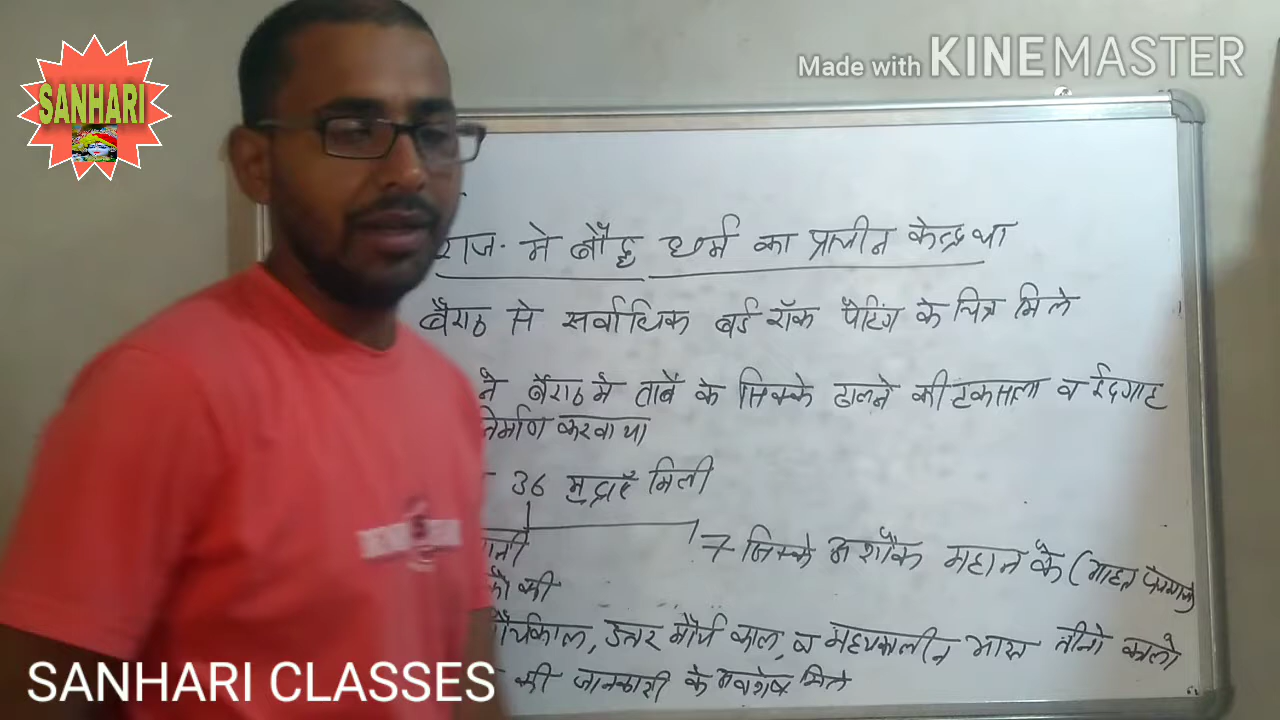 Made with KINEMASTER
SANHARI
राज. मे बौद्ध धर्म का प्राचीन केन्द्र था
बैराठ से सर्वाधिक बर्ड रॉक पेंटिंग के चित्र मिले
ने बैराठ मे ताबें के सिक्के ढालने की टकसाल व ईदगाह
निर्माण करवाया
36 मुद्राएँ मिली
7 सिक्के अशोक महान के
की
मौर्यकाल, उत्तर मौर्य काल, व मध्यकालीन भारत तीनो कालो
की जानकारी के अवशेष मिले
SANHARI CLASSES